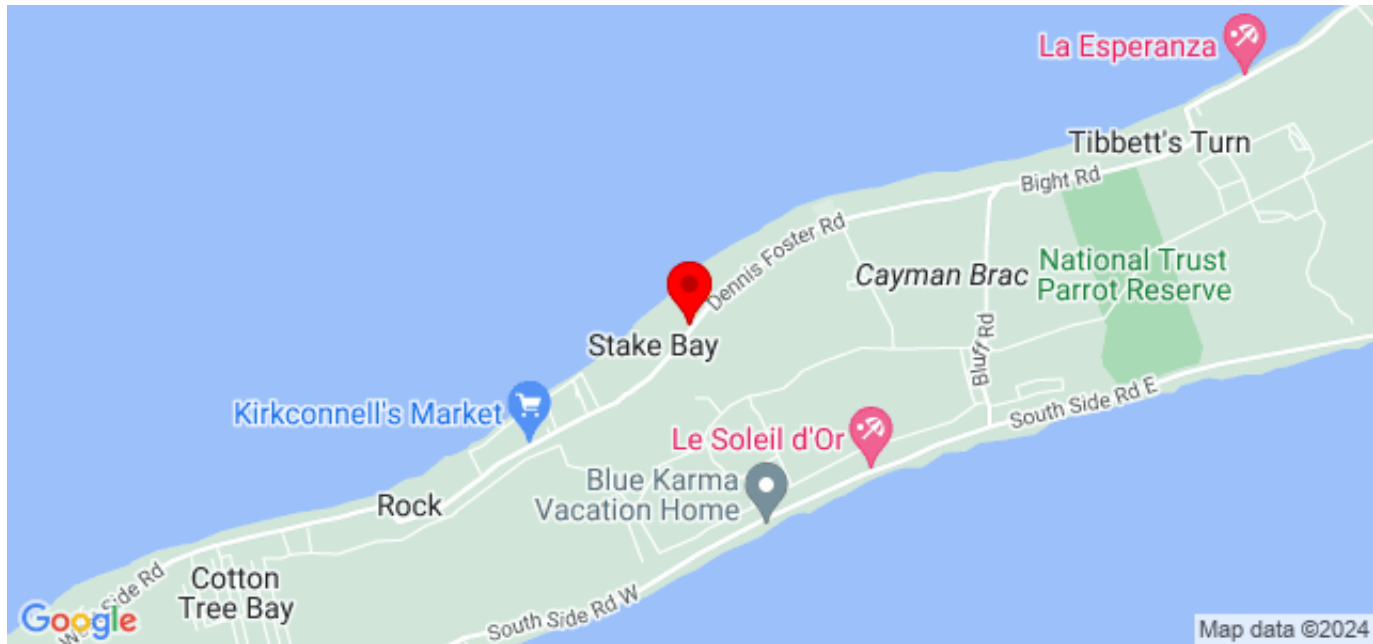 La Esperanza
Tibbett's Turn
Bight Rd
Dennis Foster Rd
Cayman Brac
National Trust
Parrot Reserve
Stake Bay
Bluff Rd
South Side Rd E
Kirkconnell's Market
Le Soleil d'Or
Blue Karma
Vacation Home
Rock
Cotton
Tree Bay
Side Rd
South Side Rd W
Google
Map data ©2024